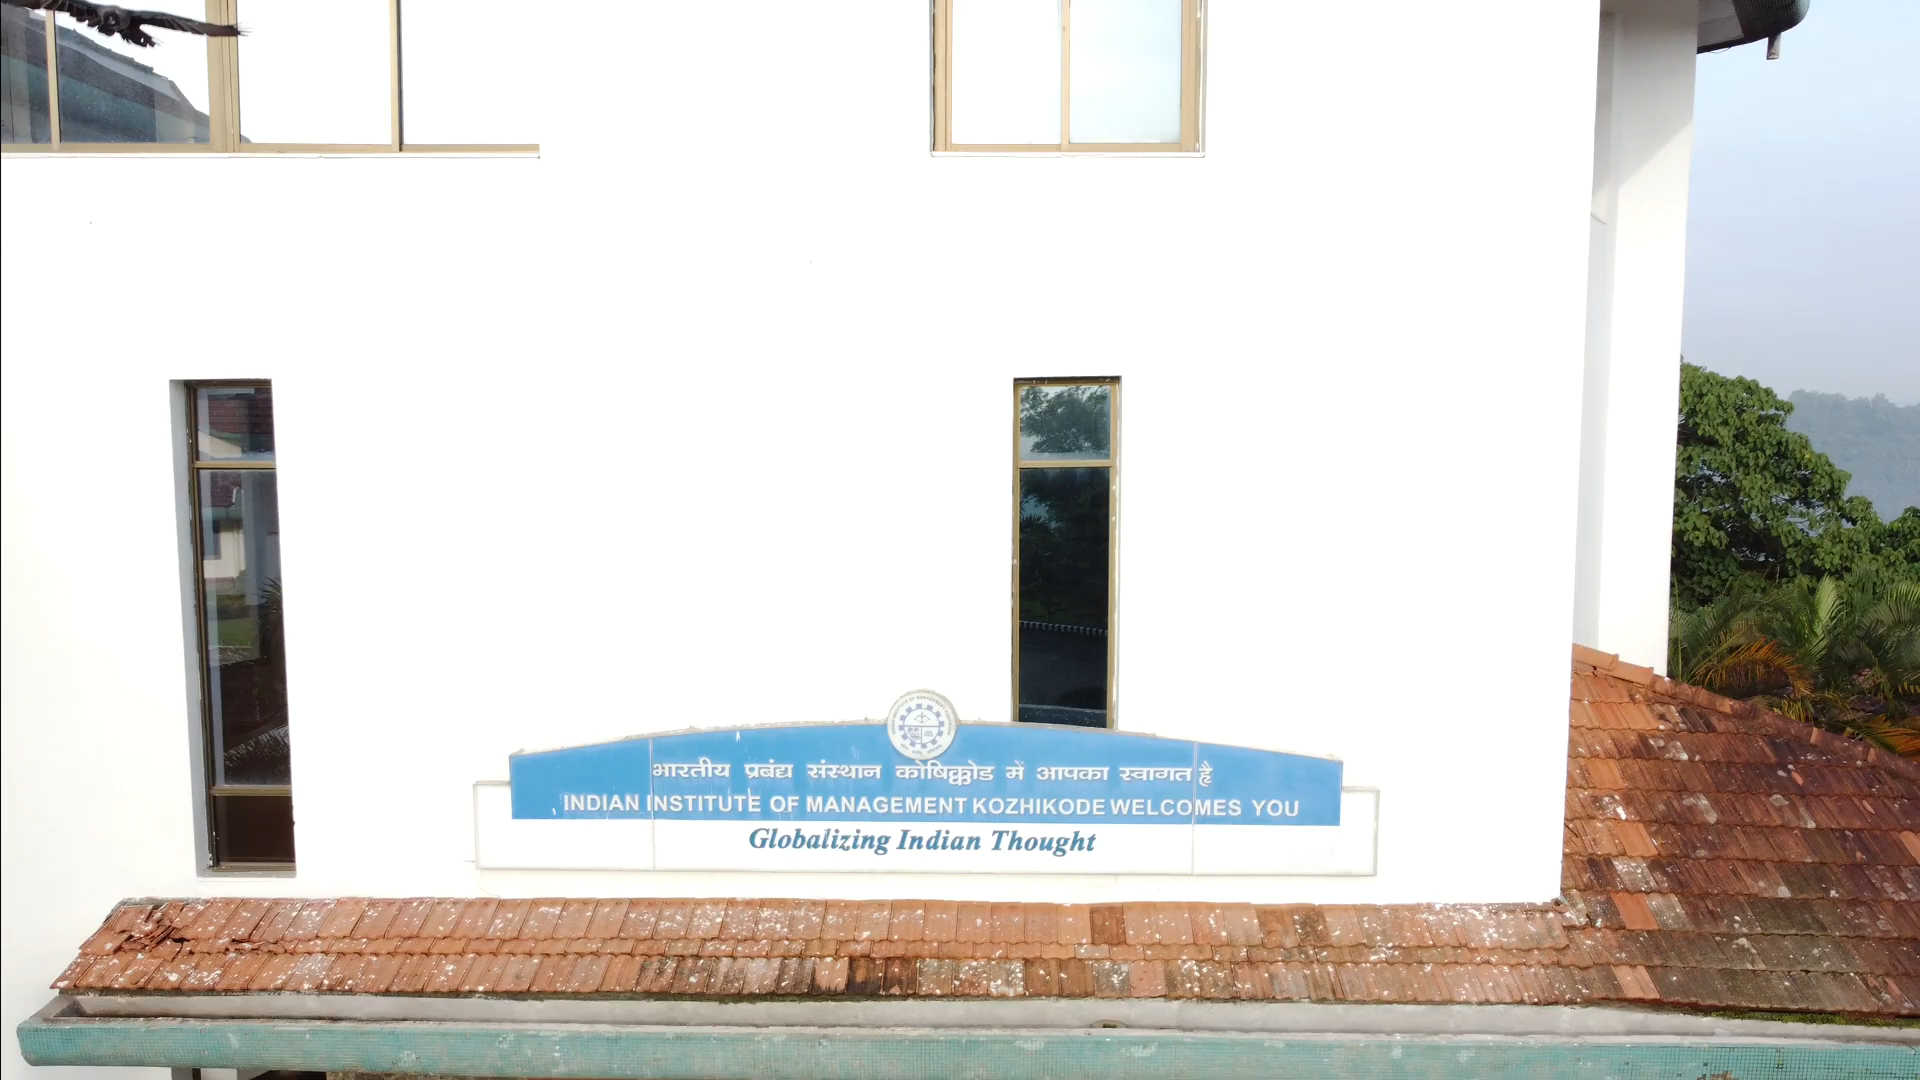 भारतीय प्रबंध संस्थान कोषिक्कोड में आपका स्वागत है
INDIAN INSTITUTE OF MANAGEMENT KOZHIKODE WELCOMES YOU
Globalizing Indian Thought